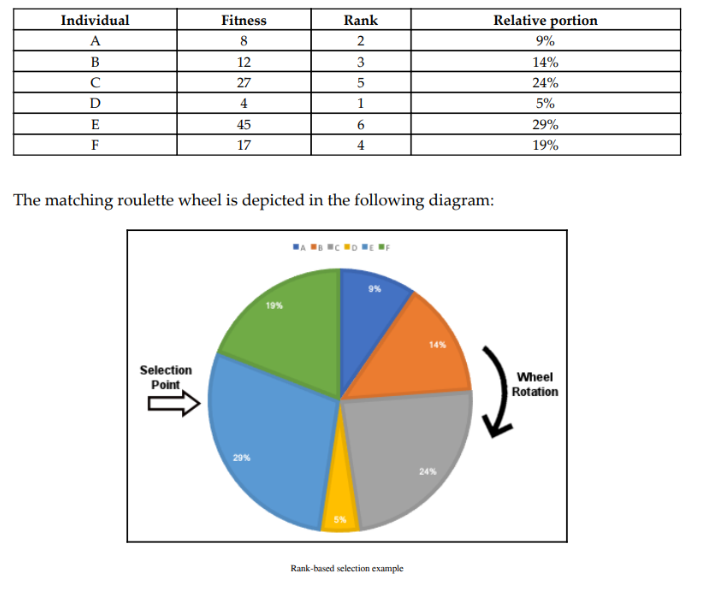 Individual Fitness Rank Relative portion
A 8 2 9%
B 12 3 14%
C 27 5 24%
D 4 1 5%
E 45 6 29%
F 17 4 19%
The matching roulette wheel is depicted in the following diagram:
A B C D E F
9%
19%
14%
Selection
Point
Wheel
Rotation
29%
24%
5%
Rank-based selection example